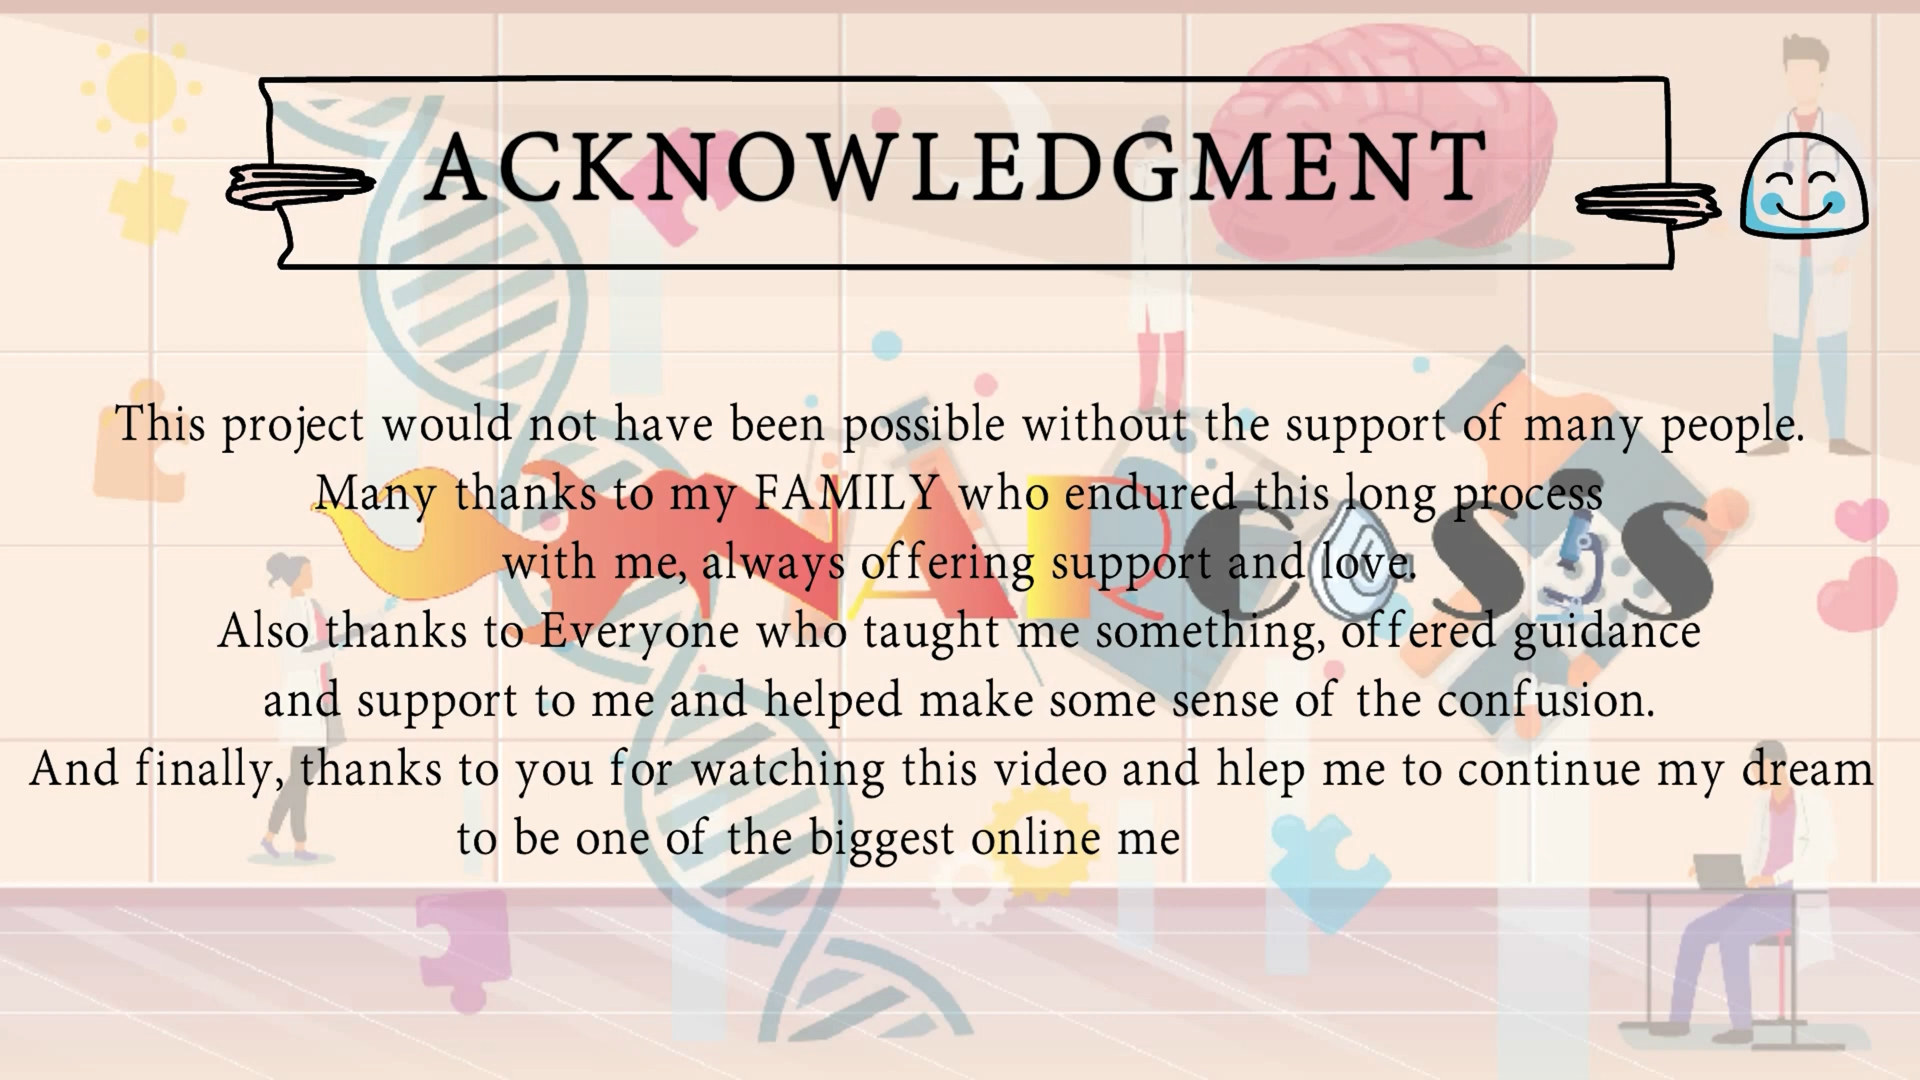 ACKNOWLEDGMENT
This project would not have been possible without the support of many people.
Many thanks to my FAMILY who endured this long process
with me, always offering support and love.
NARCOSIS
Also thanks to Everyone who taught me something, offered guidance
and support to me and helped make some sense of the confusion.
And finally, thanks to you for watching this video and hlep me to continue my dream
to be one of the biggest online me